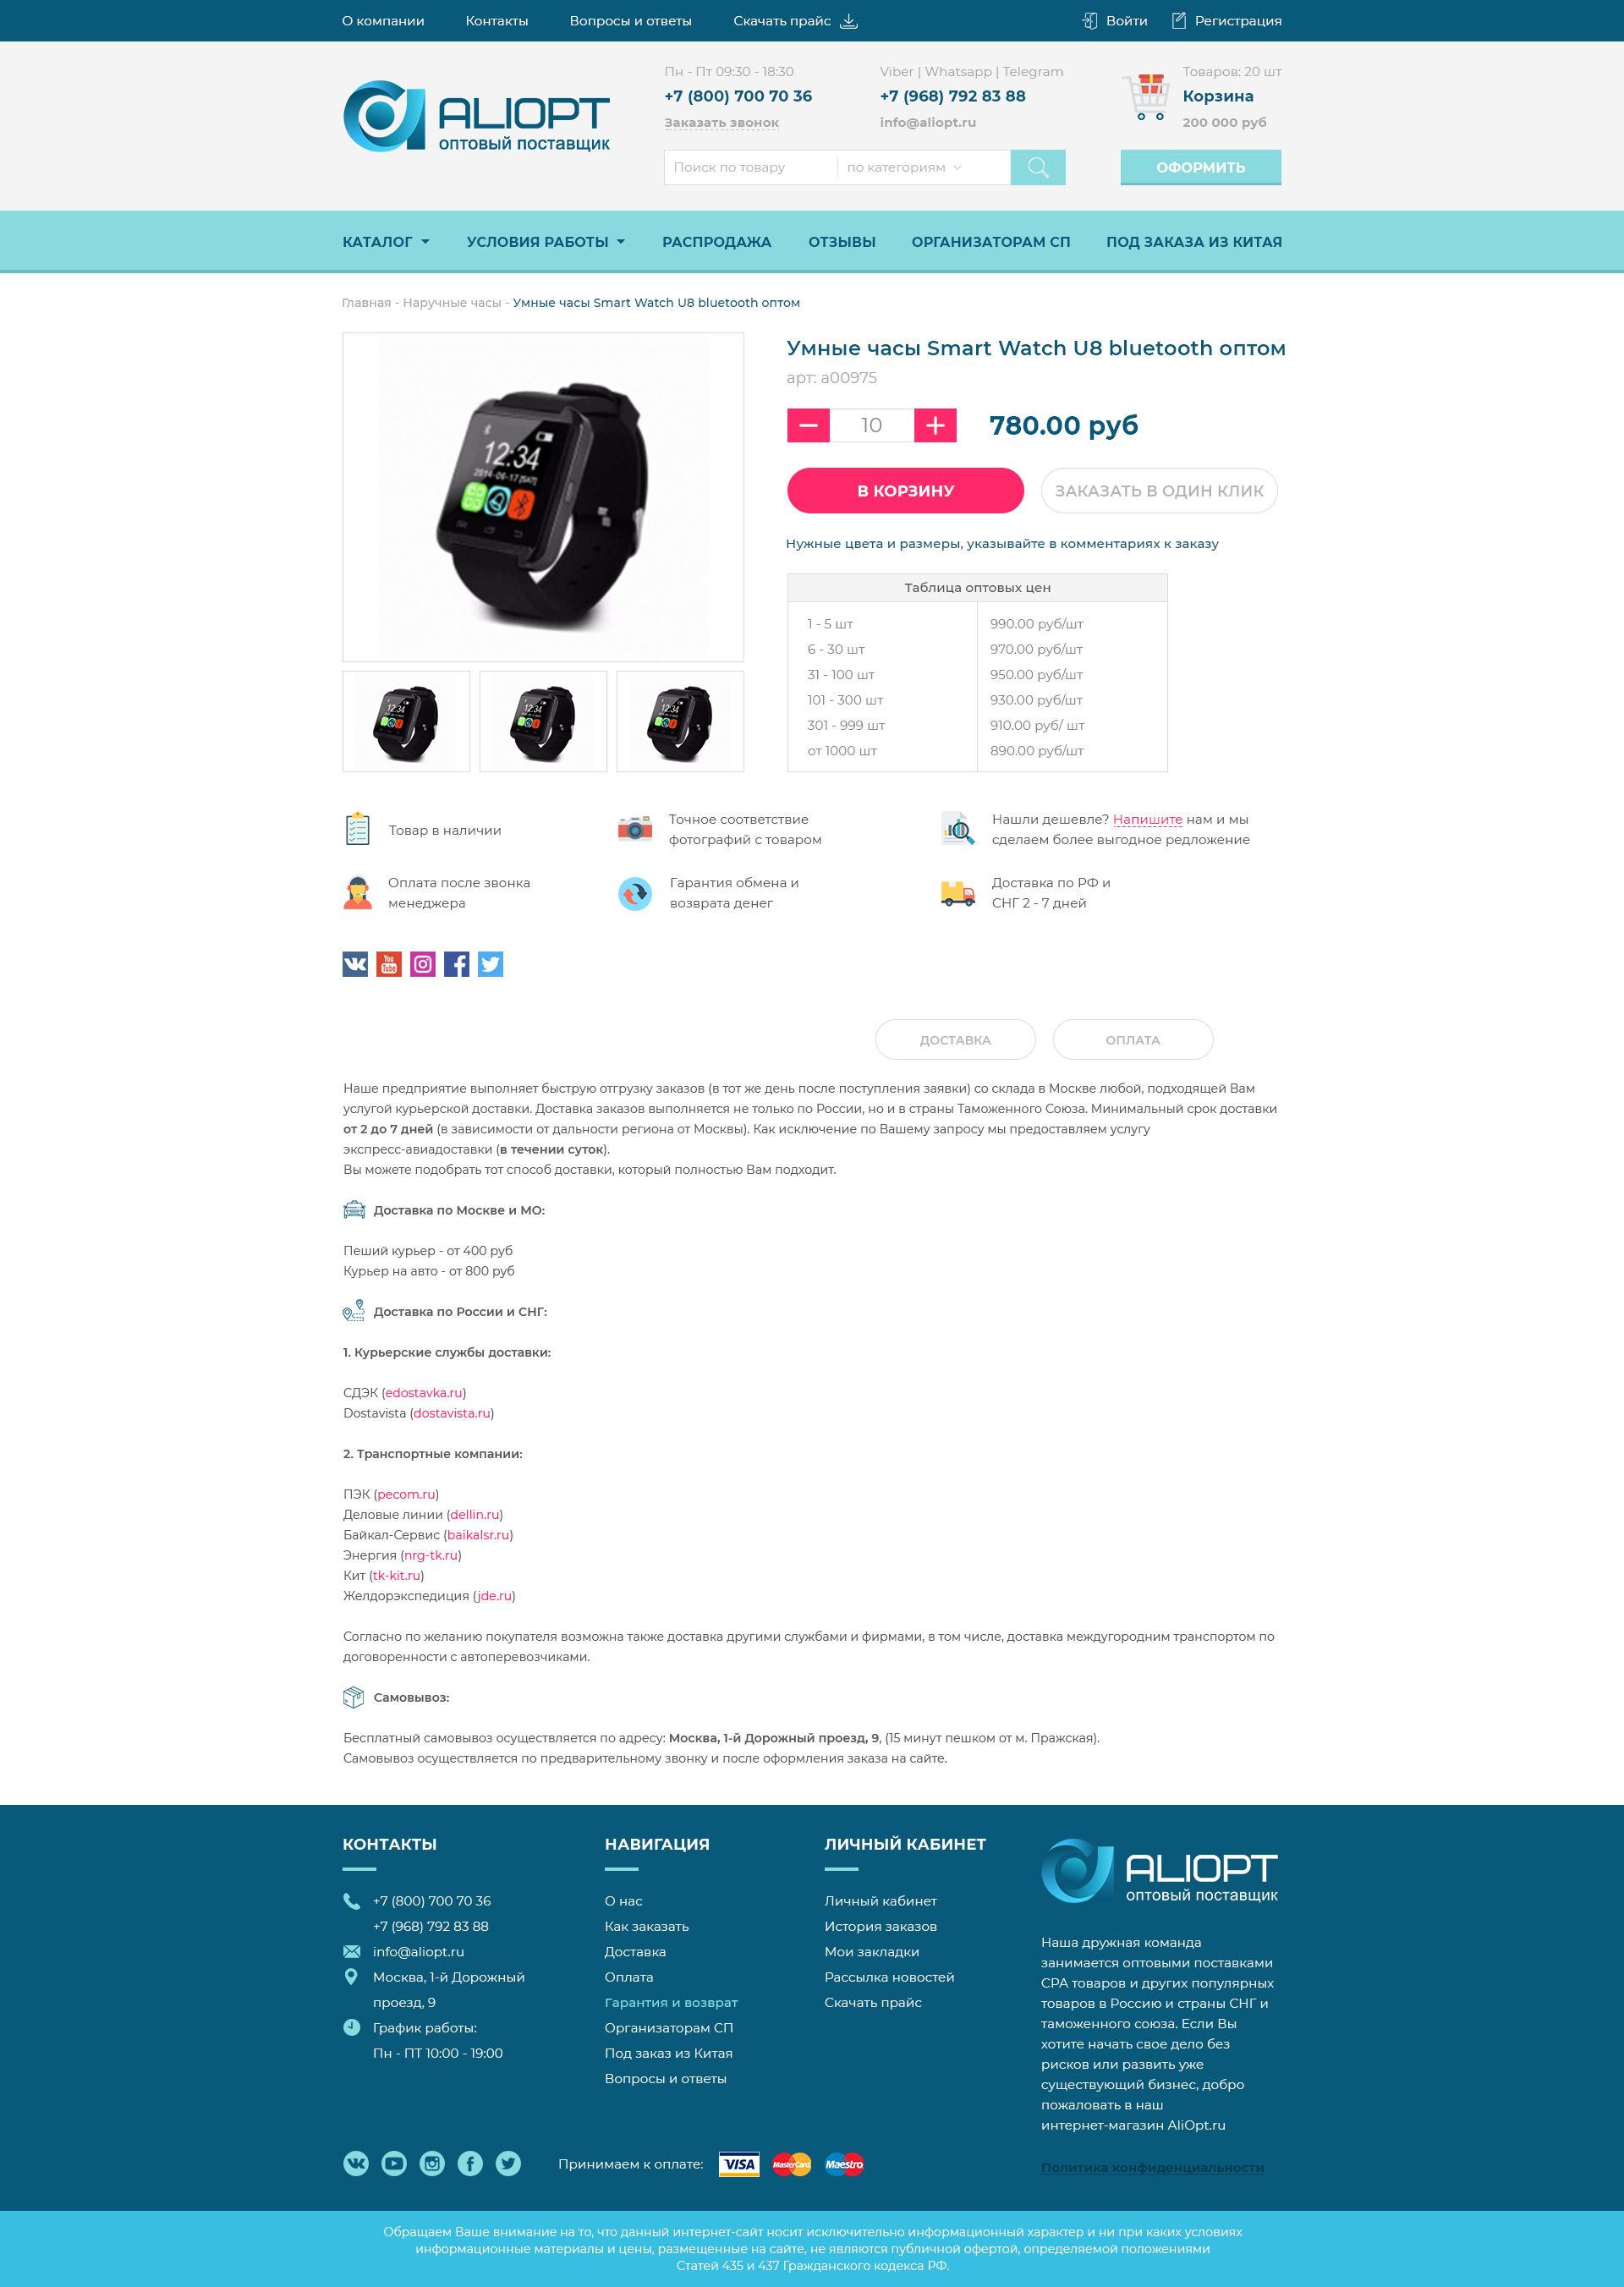 О компании
Контакты
Вопросы и ответы
Скачать прайс
Войти
Регистрация
ALIOPT
оптовый поставщик
Пн - Пт 09:30 - 18:30
+7 (800) 700 70 36
Заказать звонок
Viber | Whatsapp | Telegram
+7 (968) 792 83 88
info@aliopt.ru
Товаров: 20 шт
Корзина
200 000 руб
Поиск по товару
по категориям
ОФОРМИТЬ
КАТАЛОГ
УСЛОВИЯ РАБОТЫ
РАСПРОДАЖА
ОТЗЫВЫ
ОРГАНИЗАТОРАМ СП
ПОД ЗАКАЗА ИЗ КИТАЯ
Главная - Наручные часы - Умные часы Smart Watch U8 bluetooth оптом
12:34
2014-06-17 [SAT]
Умные часы Smart Watch U8 bluetooth оптом
арт: a00975
10
780.00 руб
В КОРЗИНУ
ЗАКАЗАТЬ В ОДИН КЛИК
Нужные цвета и размеры, указывайте в комментариях к заказу
Таблица оптовых цен
1 - 5 шт
990.00 руб/шт
6 - 30 шт
970.00 руб/шт
31 - 100 шт
950.00 руб/шт
101 - 300 шт
930.00 руб/шт
301 - 999 шт
910.00 руб/ шт
от 1000 шт
890.00 руб/шт
Товар в наличии
Точное соответствие
фотографий с товаром
Нашли дешевле? Напишите нам и мы
сделаем более выгодное редложение
Оплата после звонка
менеджера
Гарантия обмена и
возврата денег
Доставка по РФ и
СНГ 2 - 7 дней
You
Tube
ДОСТАВКА
ОПЛАТА
Наше предприятие выполняет быструю отгрузку заказов (в тот же день после поступления заявки) со склада в Москве любой, подходящей Вам
услугой курьерской доставки. Доставка заказов выполняется не только по России, но и в страны Таможенного Союза. Минимальный срок доставки
от 2 до 7 дней (в зависимости от дальности региона от Москвы). Как исключение по Вашему запросу мы предоставляем услугу
экспресс-авиадоставки (в течении суток).
Вы можете подобрать тот способ доставки, который полностью Вам подходит.
Доставка по Москве и МО:
Пеший курьер - от 400 руб
Курьер на авто - от 800 руб
Доставка по России и СНГ:
1. Курьерские службы доставки:
СДЭК (edostavka.ru)
Dostavista (dostavista.ru)
2. Транспортные компании:
ПЭК (pecom.ru)
Деловые линии (dellin.ru)
Байкал-Сервис (baikalsr.ru)
Энергия (nrg-tk.ru)
Кит (tk-kit.ru)
Желдорэкспедиция (jde.ru)
Согласно по желанию покупателя возможна также доставка другими службами и фирмами, в том числе, доставка междугородним транспортом по
договоренности с автоперевозчиками.
Самовывоз:
Бесплатный самовывоз осуществляется по адресу: Москва, 1-й Дорожный проезд, 9, (15 минут пешком от м. Пражская).
Самовывоз осуществляется по предварительному звонку и после оформления заказа на сайте.
КОНТАКТЫ
+7 (800) 700 70 36
+7 (968) 792 83 88
info@aliopt.ru
Москва, 1-й Дорожный
проезд, 9
График работы:
Пн - ПТ 10:00 - 19:00
НАВИГАЦИЯ
О нас
Как заказать
Доставка
Оплата
Гарантия и возврат
Организаторам СП
Под заказ из Китая
Вопросы и ответы
ЛИЧНЫЙ КАБИНЕТ
Личный кабинет
История заказов
Мои закладки
Рассылка новостей
Скачать прайс
ALIOPT
оптовый поставщик
Наша дружная команда
занимается оптовыми поставками
СРА товаров и других популярных
товаров в Россию и страны СНГ и
таможенного союза. Если Вы
хотите начать свое дело без
рисков или развить уже
существующий бизнес, добро
пожаловать в наш
интернет-магазин AliOpt.ru
Политика конфиденциальности
Принимаем к оплате:
VISA
MasterCard
Maestro
Обращаем Ваше внимание на то, что данный интернет-сайт носит исключительно информационный характер и ни при каких условиях
информационные материалы и цены, размещенные на сайте, не являются публичной офертой, определяемой положениями
Статей 435 и 437 Гражданского кодекса РФ.